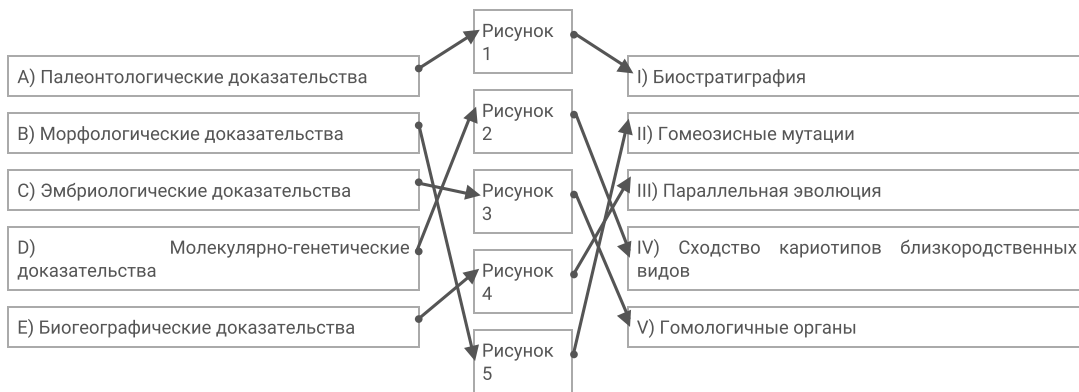 Рисунок
1
A) Палеонтологические доказательства
I) Биостратиграфия
Рисунок
2
B) Морфологические доказательства
II) Гомеозисные мутации
C) Эмбриологические доказательства
Рисунок
3
III) Параллельная эволюция
D) Молекулярно-генетические
доказательства
IV) Сходство кариотипов близкородственных
видов
Рисунок
4
E) Биогеографические доказательства
V) Гомологичные органы
Рисунок
5